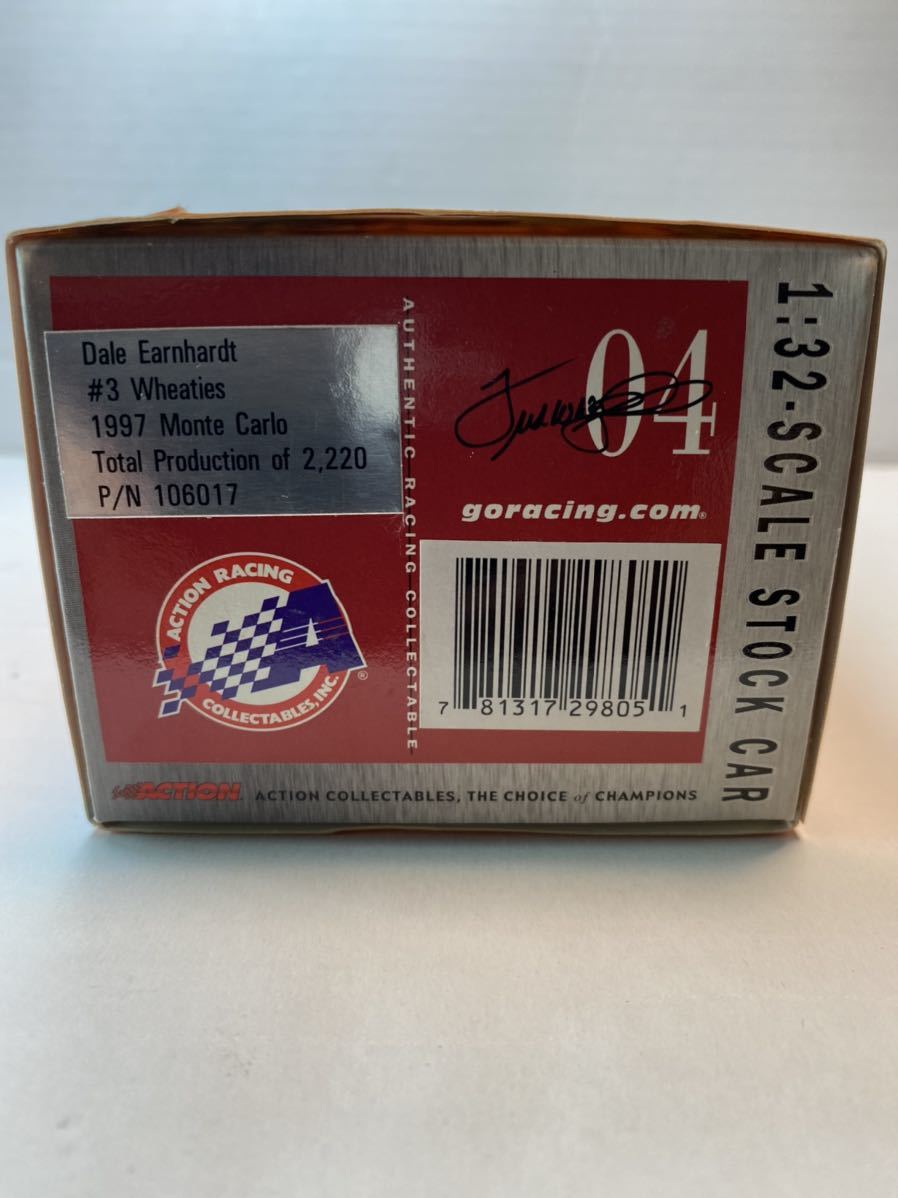 Dale Earnhardt
#3 Wheaties
1997 Monte Carlo
Total Production of 2,220
P/N 106017
AUTHENTIC RACING COLLECTABLE
04
goracing.com®
1:32-SCALE STOCK CAR
ACTION RACING
COLLECTABLES, INC.
®
7 81317 29805 1
ACTION
ACTION COLLECTABLES, THE CHOICE of CHAMPIONS